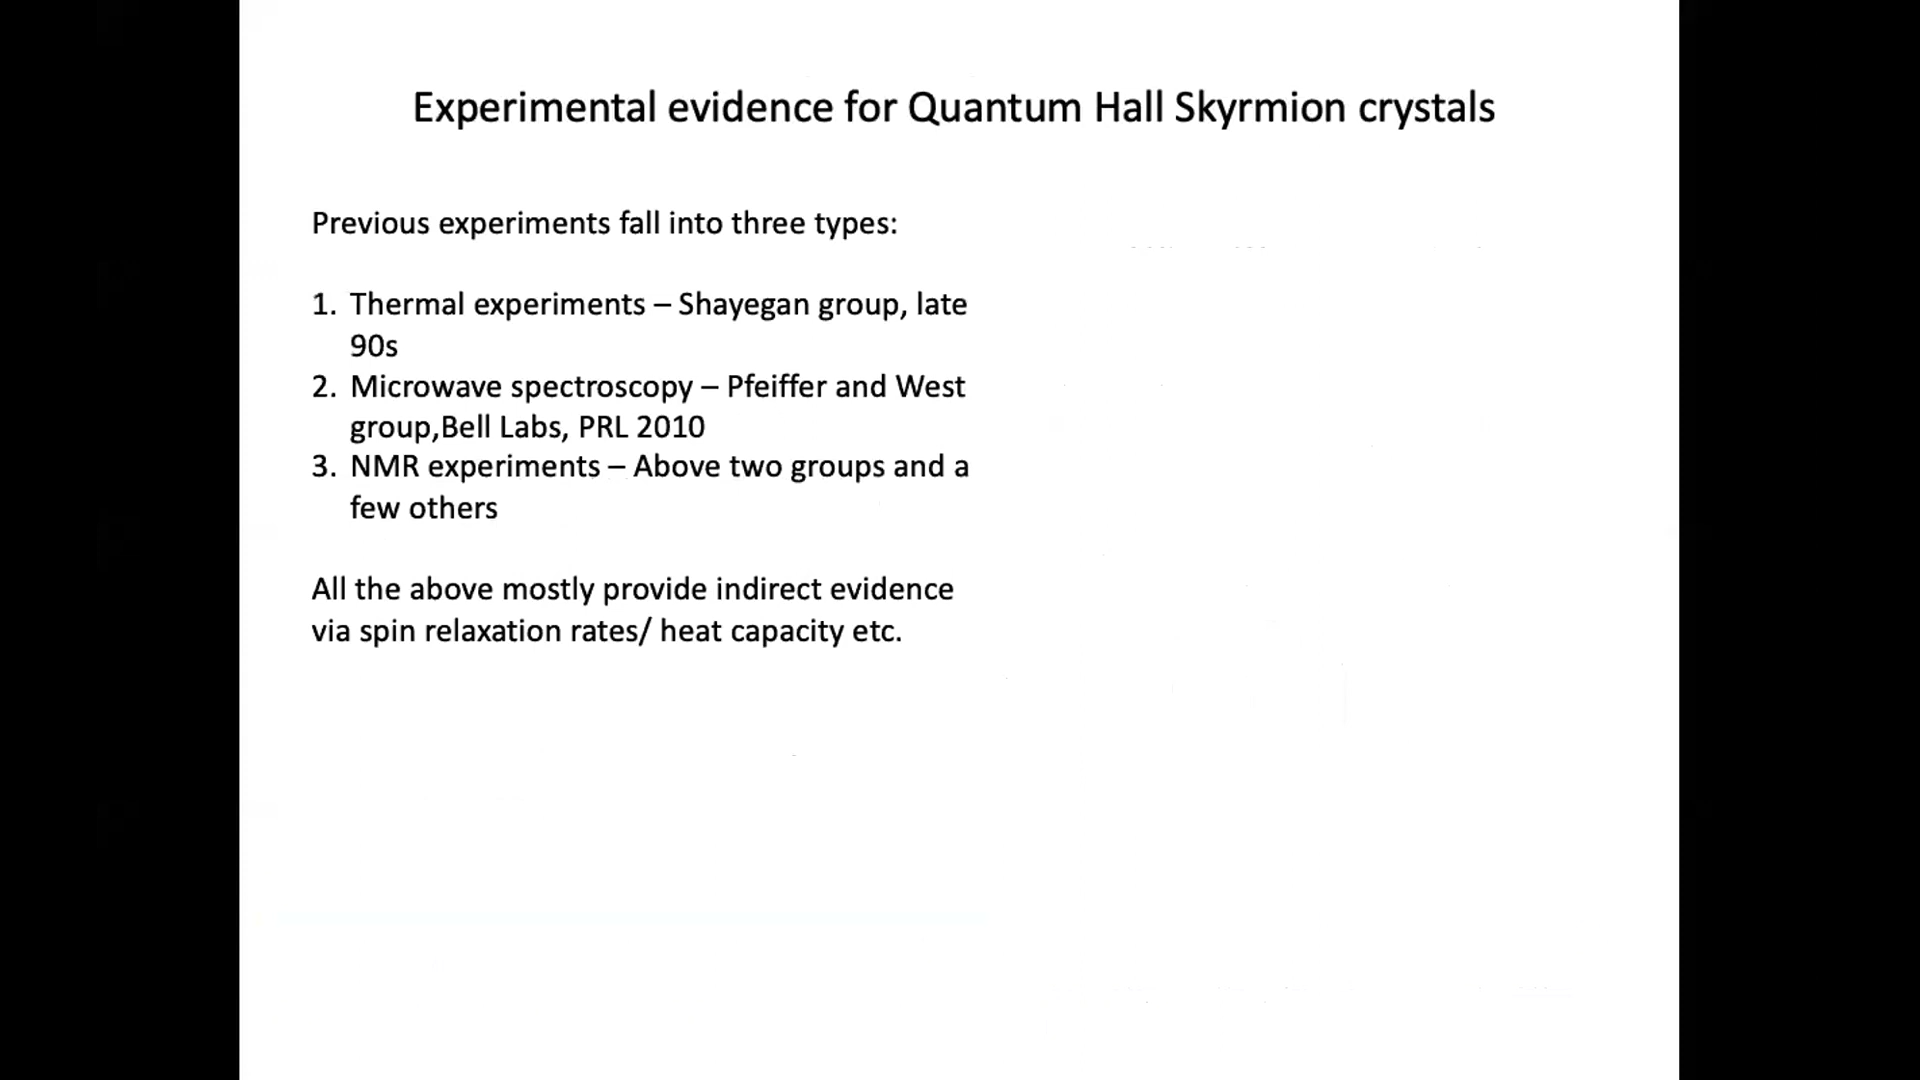 Experimental evidence for Quantum Hall Skyrmion crystals
Previous experiments fall into three types:
1. Thermal experiments – Shayegan group, late
90s
2. Microwave spectroscopy – Pfeiffer and West
group,Bell Labs, PRL 2010
3. NMR experiments – Above two groups and a
few others
All the above mostly provide indirect evidence
via spin relaxation rates/ heat capacity etc.